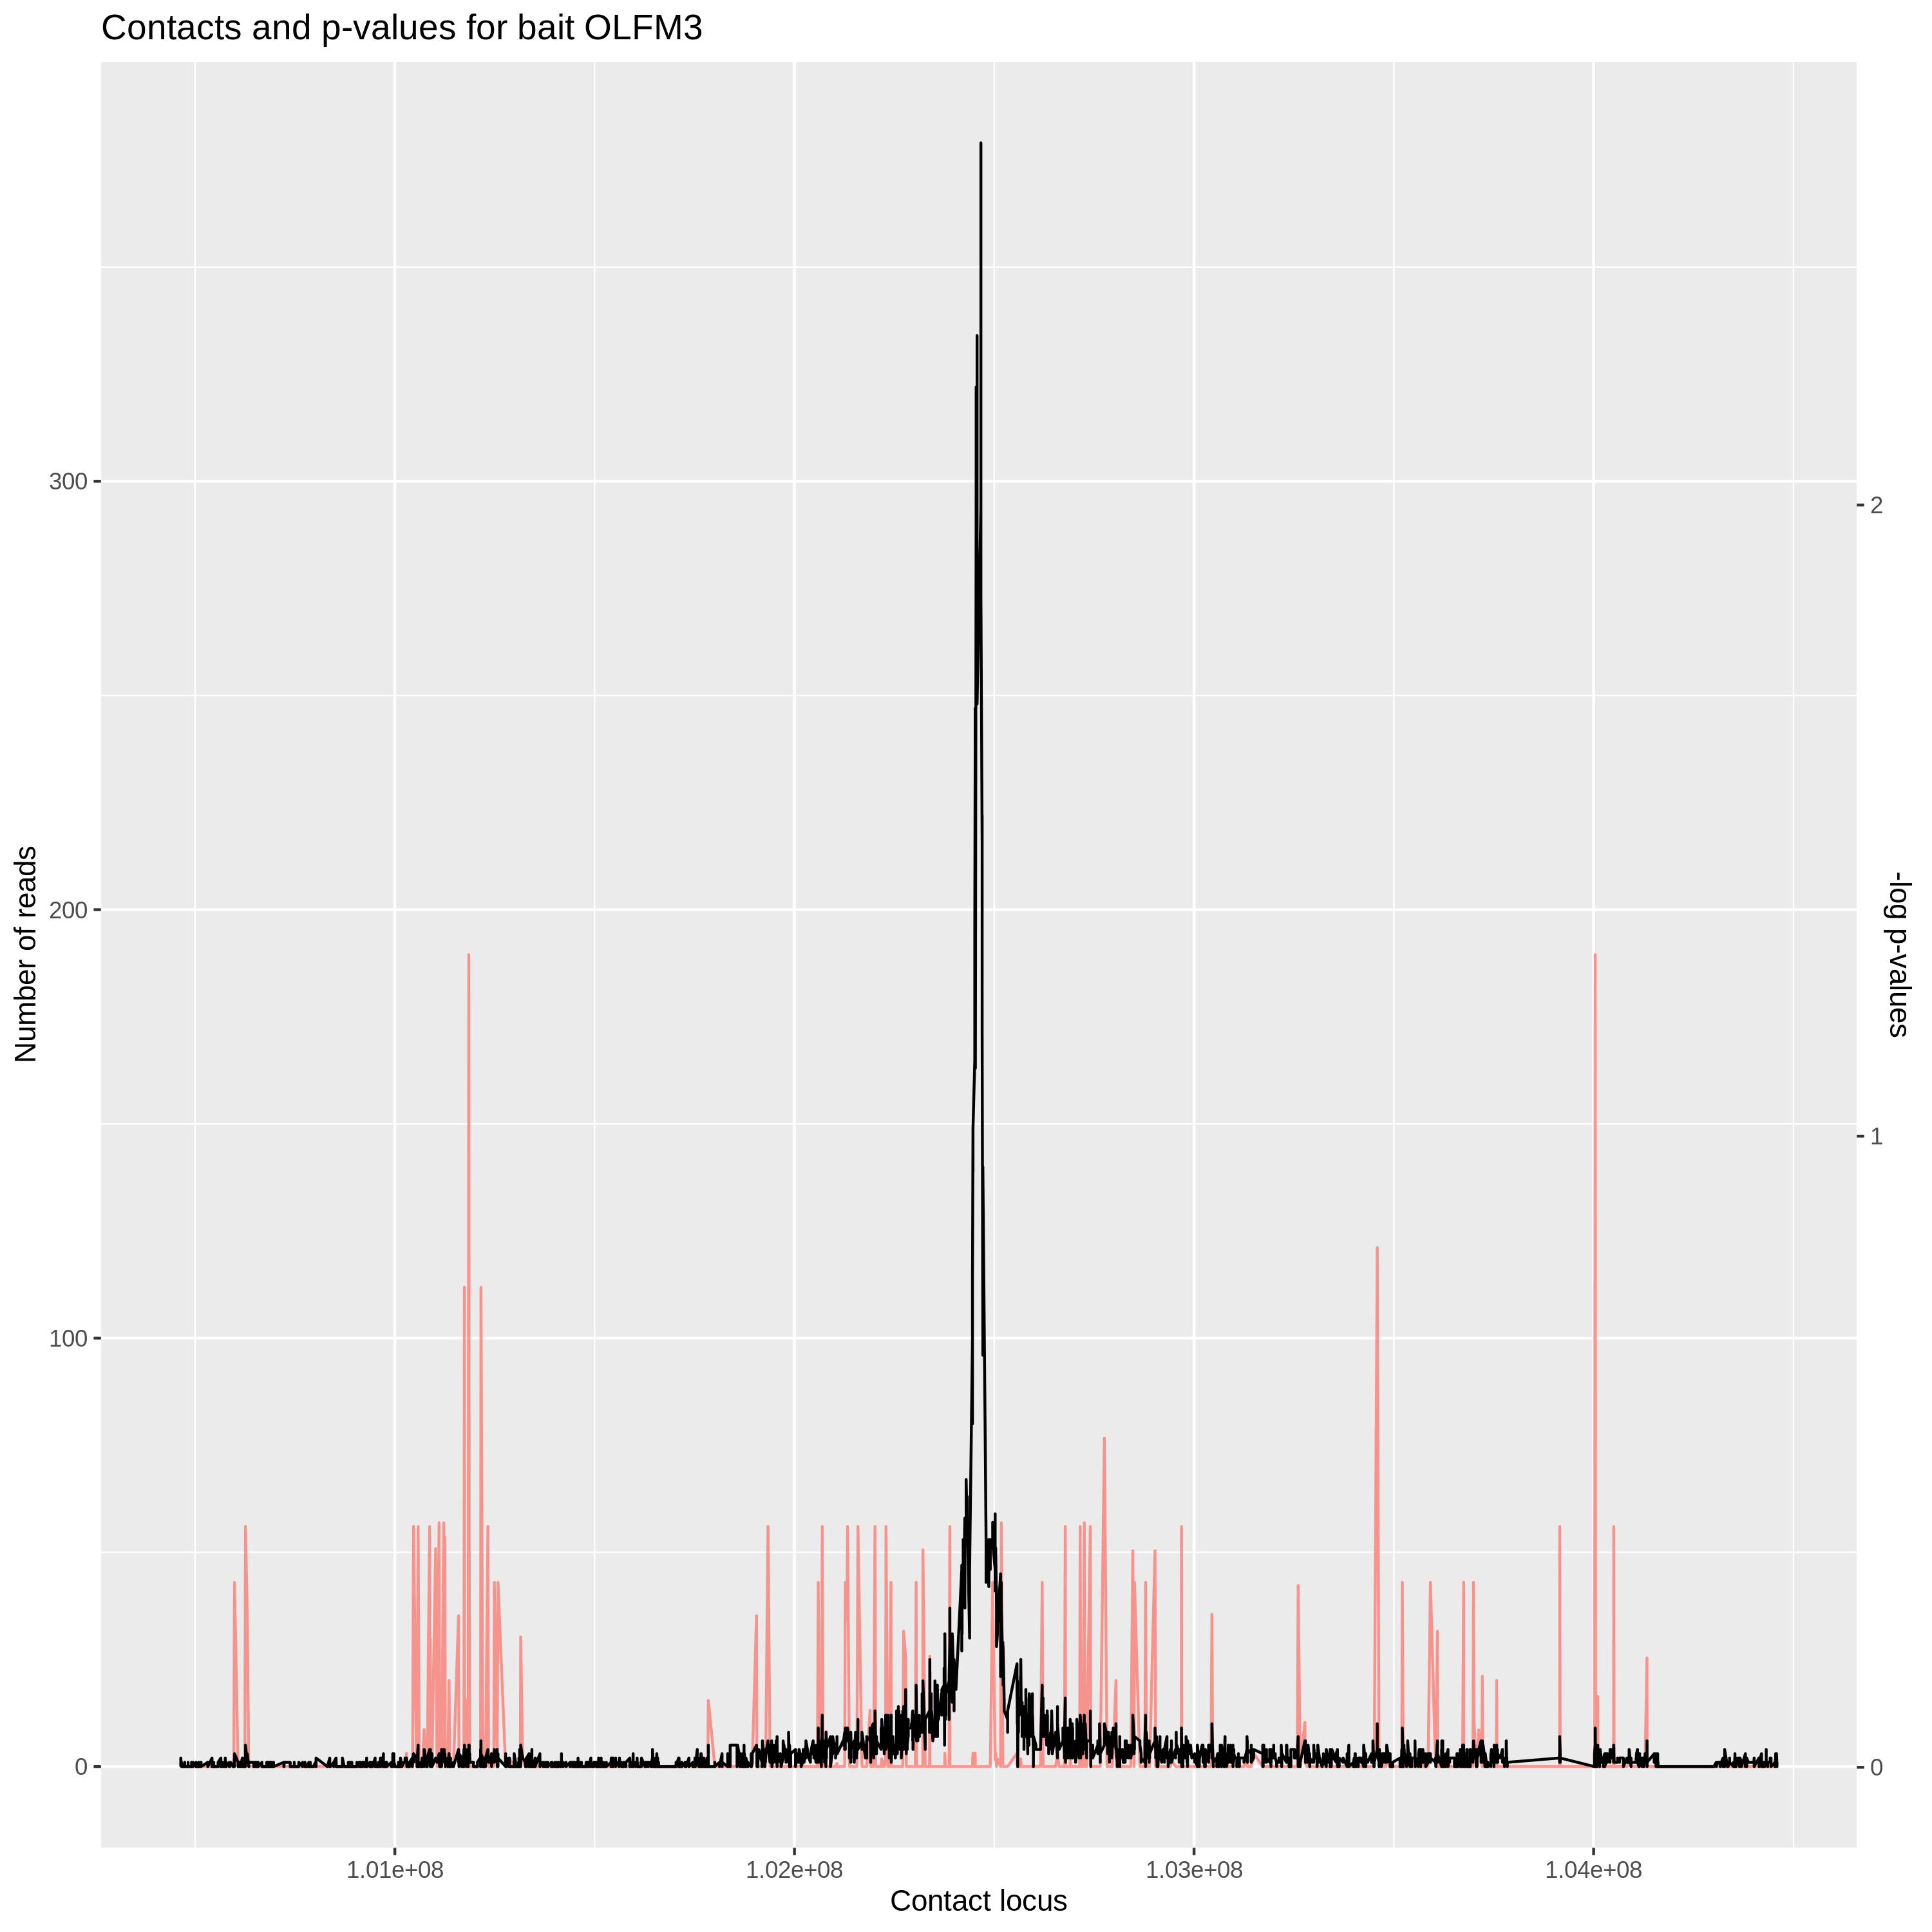 Contacts and p-values for bait OLFM3
Number of reads
300
200
100
0
2
1
0
-log p-values
1.01e+08
1.02e+08
1.03e+08
1.04e+08
Contact locus